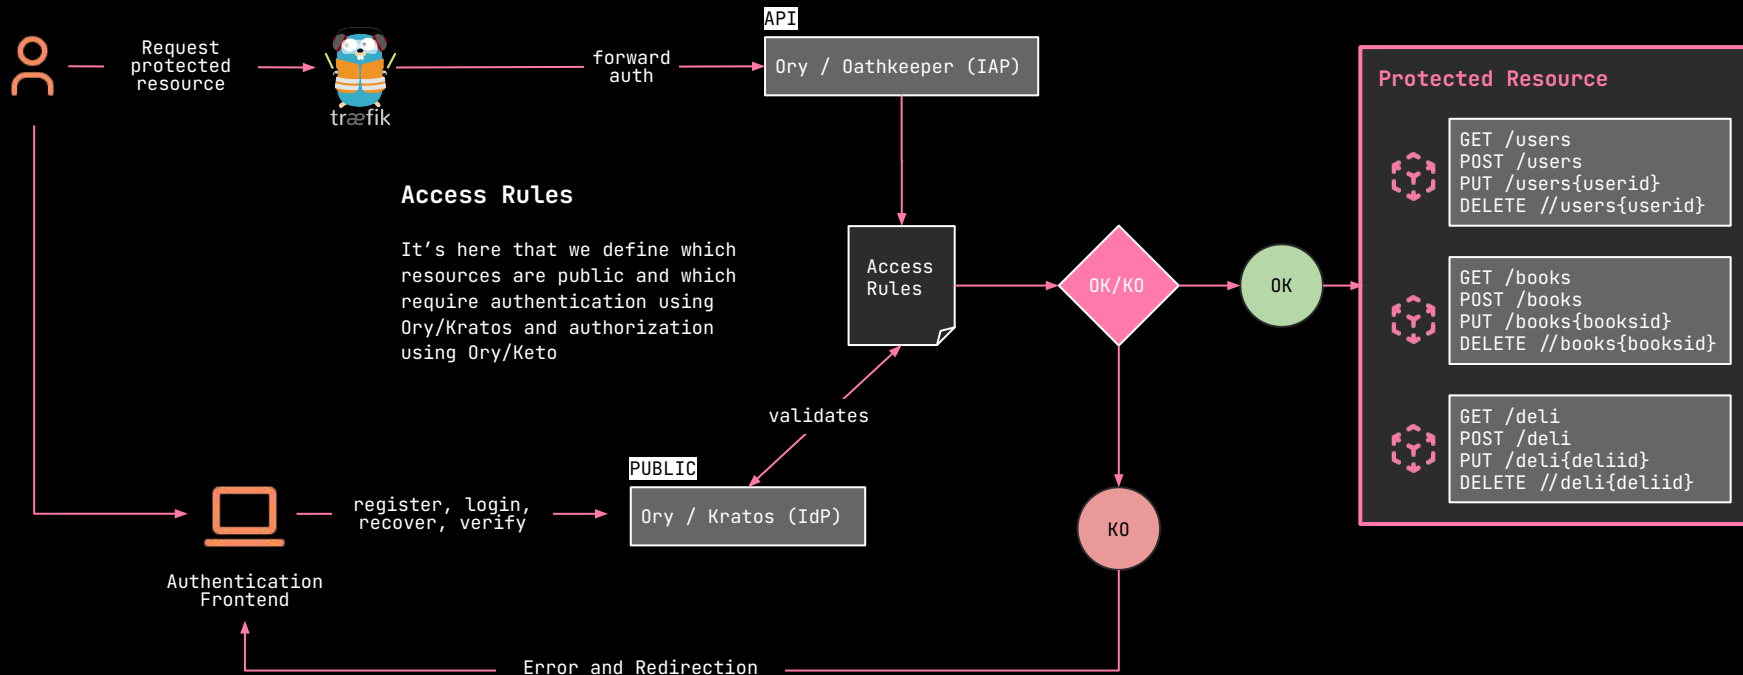 API
Request
protected
resource
træfik
forward
auth
Ory / Oathkeeper (IAP)
Access Rules
It’s here that we define which
resources are public and which
require authentication using
Ory/Kratos and authorization
using Ory/Keto
Access
Rules
OK/KO
OK
Protected Resource
GET /users
POST /users
PUT /users{userid}
DELETE //users{userid}
GET /books
POST /books
PUT /books{booksid}
DELETE //books{booksid}
GET /deli
POST /deli
PUT /deli{deliid}
DELETE //deli{deliid}
validates
PUBLIC
Ory / Kratos (IdP)
register, login,
recover, verify
KO
Authentication
Frontend
Error and Redirection